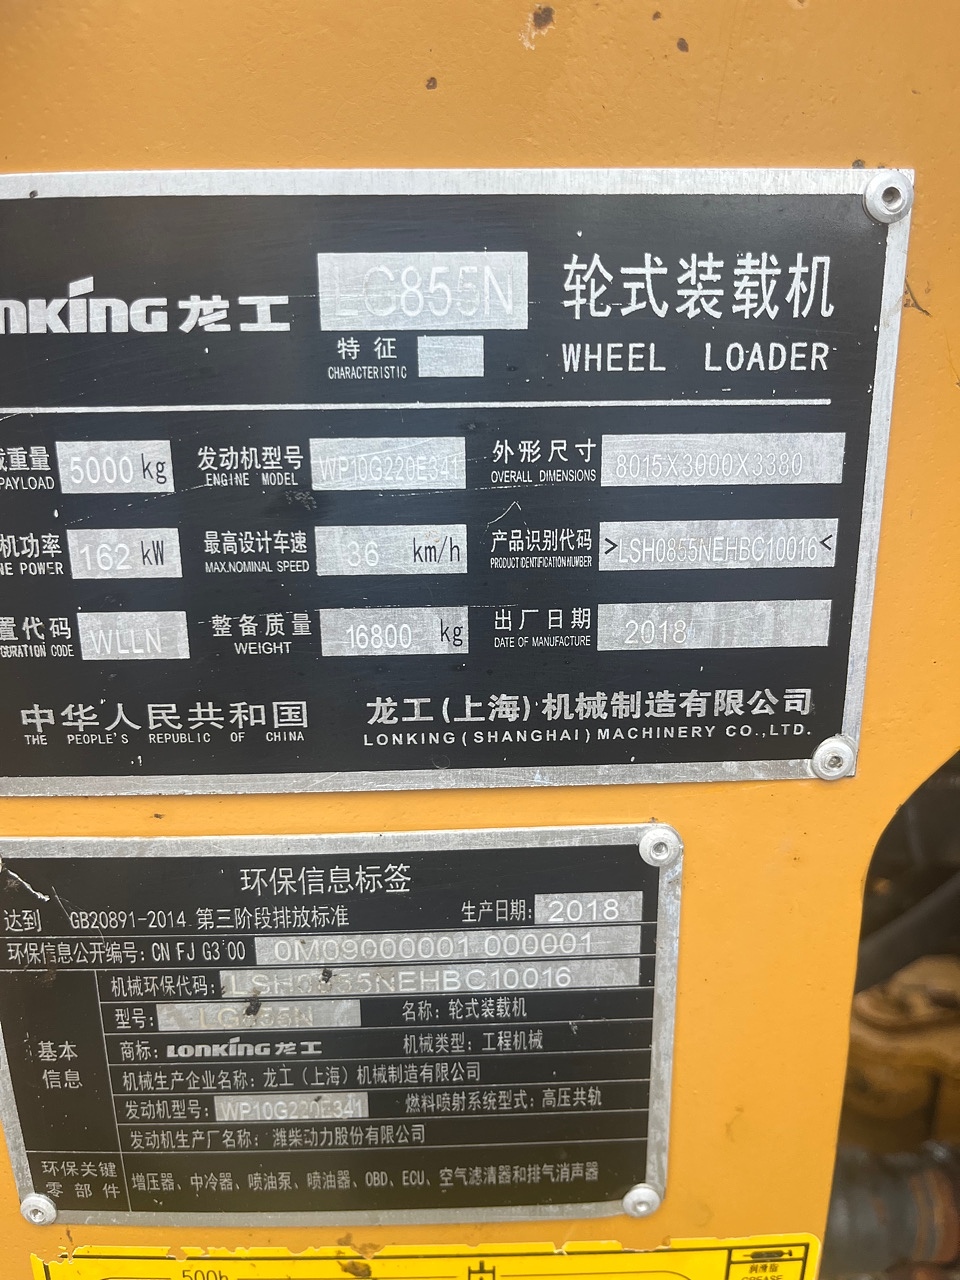 nKinG 龙工 LG855N 轮式装载机
特征
CHARACTERISTIC
WHEEL LOADER
载重量 5000 kg 发动机型号 WP10G220E341 外形尺寸 8015X3000X3380
PAYLOAD ENGINE MODEL OVERALL DIMENSIONS
机功率 162 kW 最高设计车速 36 km/h 产品识别代码 >LSH0855NEHBC10016<
NE POWER MAX.NOMINAL SPEED PRODUCT IDENTIFICATION NUMBER
置代码 WLLN 整备质量 16800 kg 出厂日期 2018
GURATION CODE WEIGHT DATE OF MANUFACTURE
中华人民共和国 龙工(上海)机械制造有限公司
THE PEOPLE'S REPUBLIC OF CHINA LONKING(SHANGHAI)MACHINERY CO.,LTD.
环保信息标签
达到 GB20891-2014 第三阶段排放标准 生产日期: 2018
环保信息公开编号: CN FJ G3 00 0M09000001 000001
机械环保代码: LSH0855NEHBC10016
型号: LG855N 名称: 轮式装载机
基本信息
商标: LONKinG 龙工 机械类型: 工程机械
机械生产企业名称: 龙工(上海)机械制造有限公司
发动机型号: WP10G220E341 燃料喷射系统型式: 高压共轨
发动机生产厂名称: 潍柴动力股份有限公司
环保关键零部件 增压器、中冷器、喷油泵、喷油器、OBD、ECU、空气滤清器和排气消声器
500h
润滑脂
GREASE